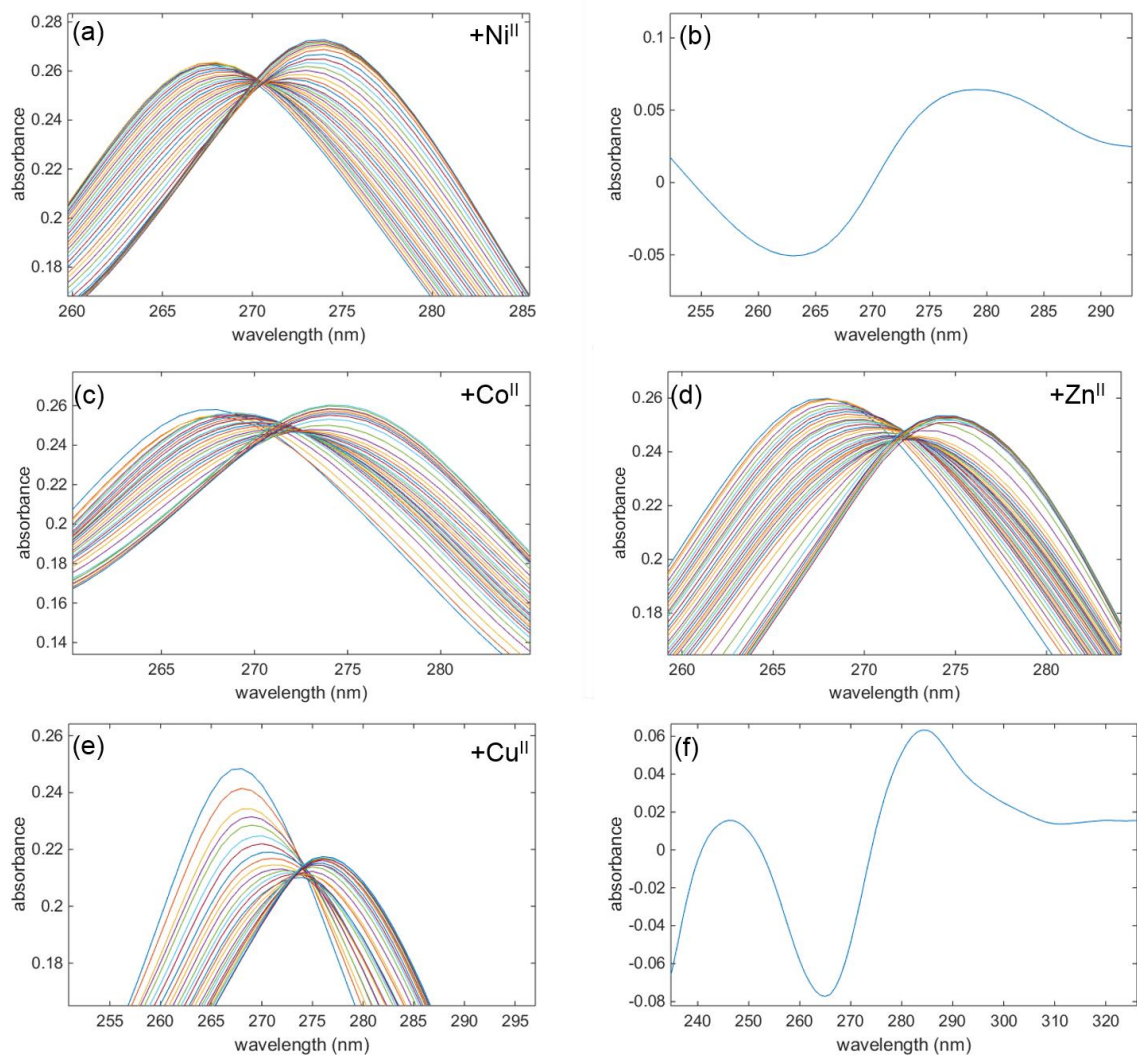 (a)
+Ni^II
0.28
0.26
0.24
0.22
0.2
0.18
absorbance
260 265 270 275 280 285
wavelength (nm)
(b)
0.1
0.05
0
-0.05
absorbance
255 260 265 270 275 280 285 290
wavelength (nm)
(c)
+Co^II
0.26
0.24
0.22
0.2
0.18
0.16
0.14
absorbance
265 270 275 280
wavelength (nm)
(d)
+Zn^II
0.26
0.24
0.22
0.2
0.18
absorbance
260 265 270 275 280
wavelength (nm)
(e)
+Cu^II
0.26
0.24
0.22
0.2
0.18
absorbance
255 260 265 270 275 280 285 290 295
wavelength (nm)
(f)
0.06
0.04
0.02
0
-0.02
-0.04
-0.06
-0.08
absorbance
240 250 260 270 280 290 300 310 320
wavelength (nm)